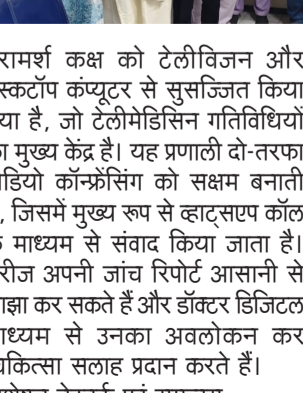 रामर्श कक्ष को टेलीविजन और
स्कटॉप कंप्यूटर से सुसज्जित किया
या है, जो टेलीमेडिसिन गतिविधियों
ा मुख्य केंद्र है। यह प्रणाली दो-तरफा
डियो कॉन्फ्रेंसिंग को सक्षम बनाती
, जिसमें मुख्य रूप से व्हाट्सएप कॉल
माध्यम से संवाद किया जाता है।
रीज अपनी जांच रिपोर्ट आसानी से
ाझा कर सकते हैं और डॉक्टर डिजिटल
ाध्यम से उनका अवलोकन कर
कित्सा सलाह प्रदान करते हैं।